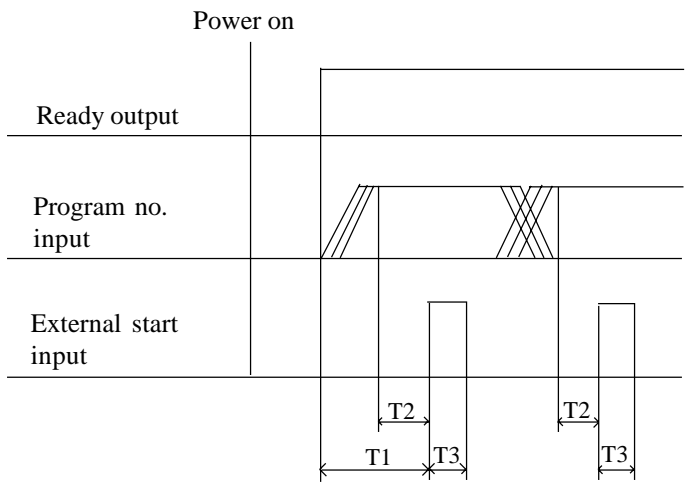 Power on
Ready output
Program no.
input
External start
input
T2
T2
T1
T3
T3